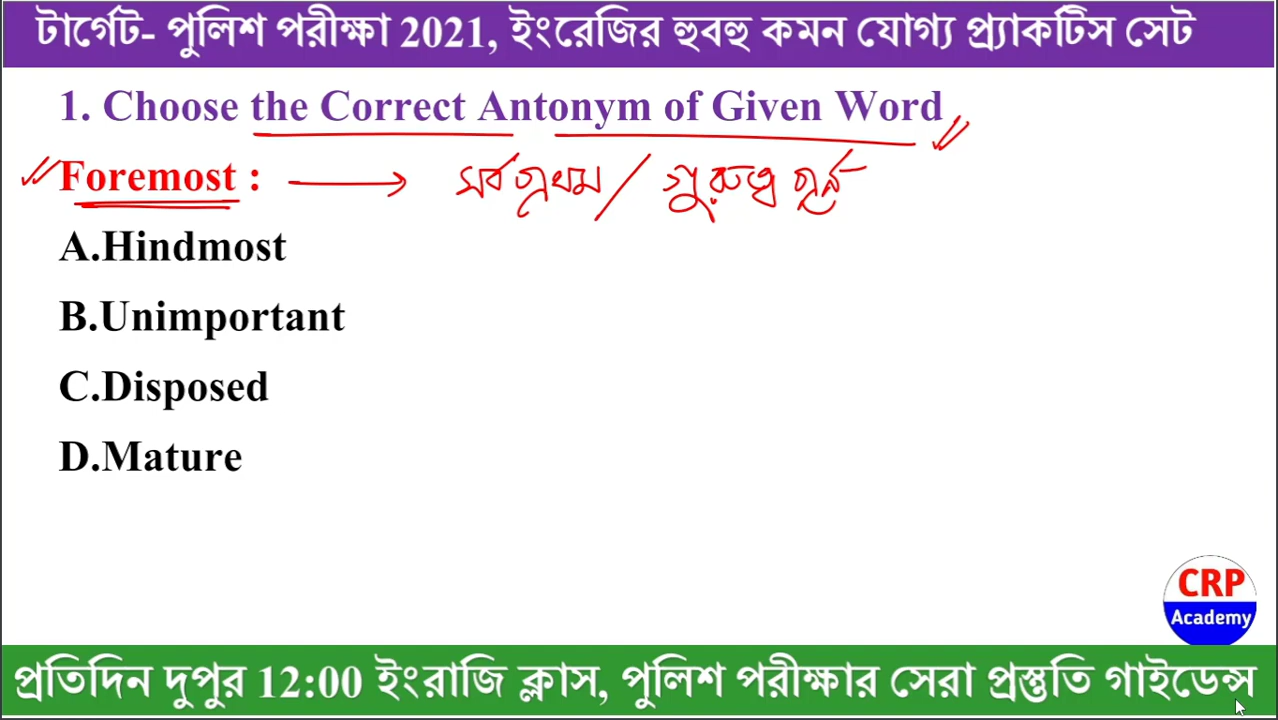 টার্গেট- পুলিশ পরীক্ষা 2021, ইংরেজির হুবহু কমন যোগ্য প্র্যাকটিস সেট
1. Choose the Correct Antonym of Given Word
Foremost : → সর্বপ্রথম / গুরুত্বপূর্ণ
A.Hindmost
B.Unimportant
C.Disposed
D.Mature
CRP
Academy
প্রতিদিন দুপুর 12:00 ইংরাজি ক্লাস, পুলিশ পরীক্ষার সেরা প্রস্তুতি গাইডেন্স